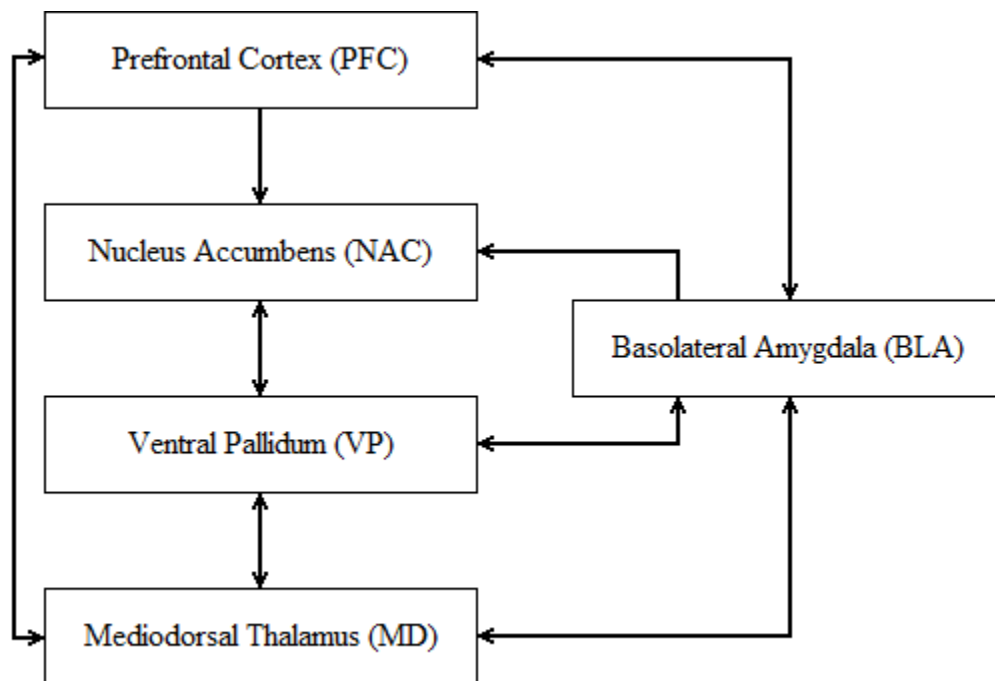 Prefrontal Cortex (PFC)
Nucleus Accumbens (NAC)
Basolateral Amygdala (BLA)
Ventral Pallidum (VP)
Mediodorsal Thalamus (MD)